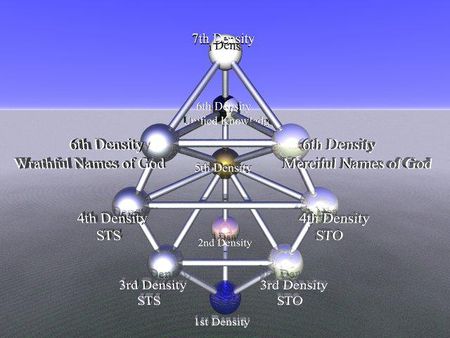 7th Density
6th Density
Unified Knowledge
6th Density
Wrathful Names of God
6th Density
Merciful Names of God
5th Density
4th Density
STS
4th Density
STO
2nd Density
3rd Density
STS
3rd Density
STO
1st Density